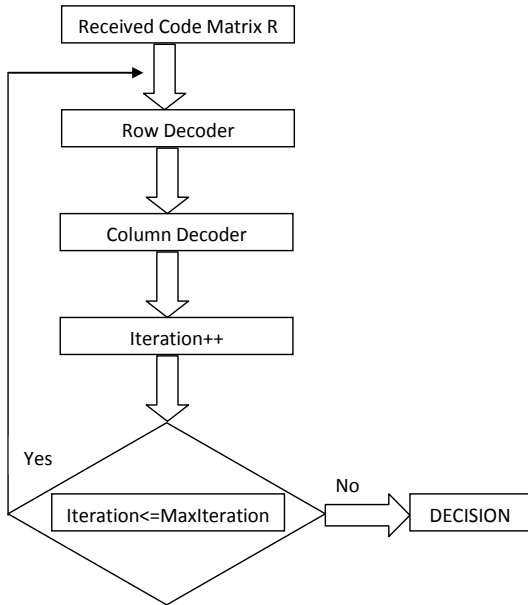 Received Code Matrix R
Row Decoder
Column Decoder
Iteration++
Yes
No
Iteration<=MaxIteration
DECISION